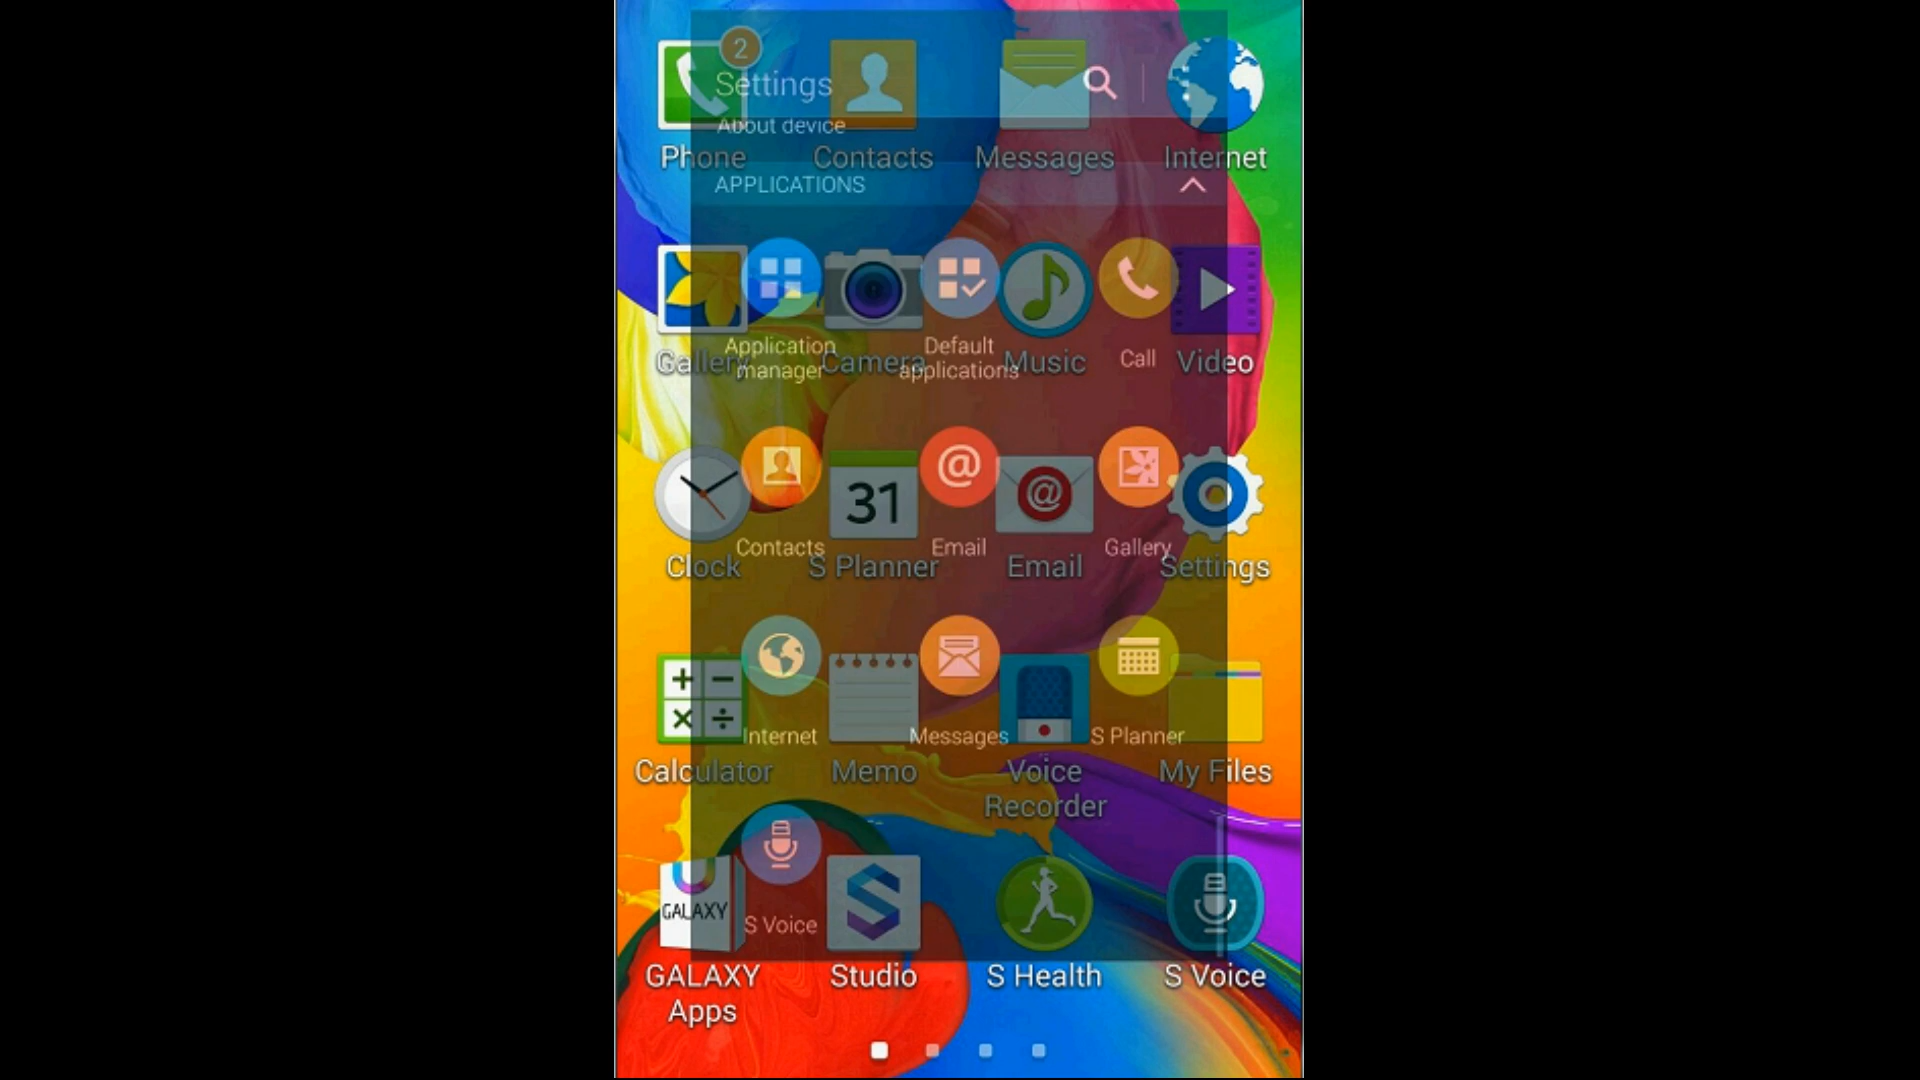 2
Settings
About device
Phone Contacts Messages Internet
APPLICATIONS
Application manager
Default applications
Call
Gallery Camera Music Video
31
Contacts Email Gallery
Clock S Planner Email Settings
Internet Messages S Planner
Calculator Memo Voice Recorder My Files
GALAXY
S Voice
GALAXY Apps
Studio S Health S Voice